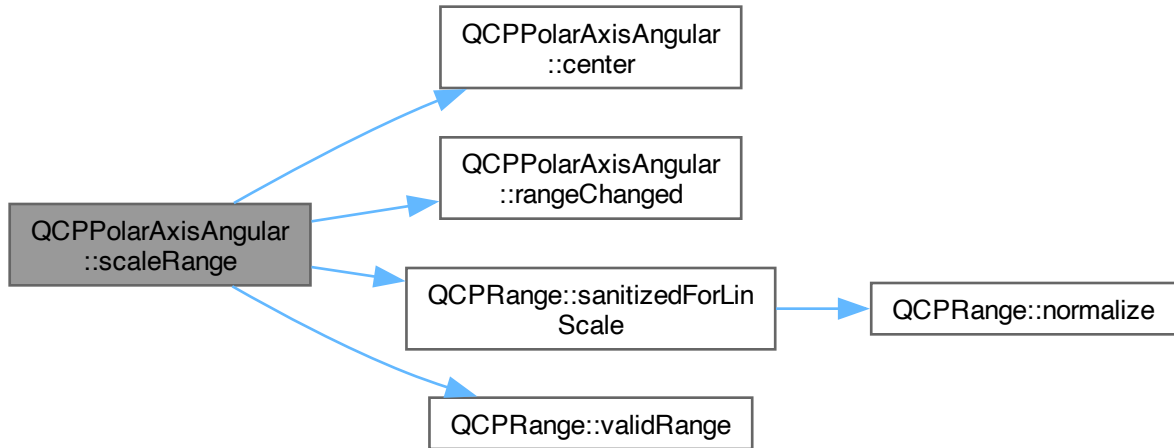 QCPPolarAxisAngular
::scaleRange
QCPPolarAxisAngular
::center
QCPPolarAxisAngular
::rangeChanged
QCPRange::sanitizedForLin
Scale
QCPRange::normalize
QCPRange::validRange